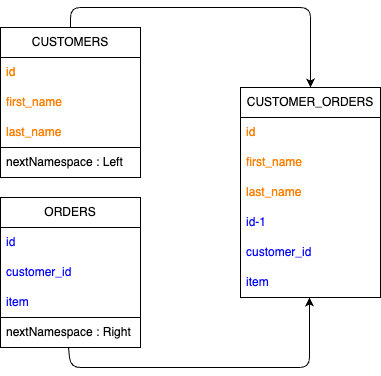 CUSTOMERS
id
first_name
last_name
nextNamespace : Left
ORDERS
id
customer_id
item
nextNamespace : Right
CUSTOMER_ORDERS
id
first_name
last_name
id-1
customer_id
item